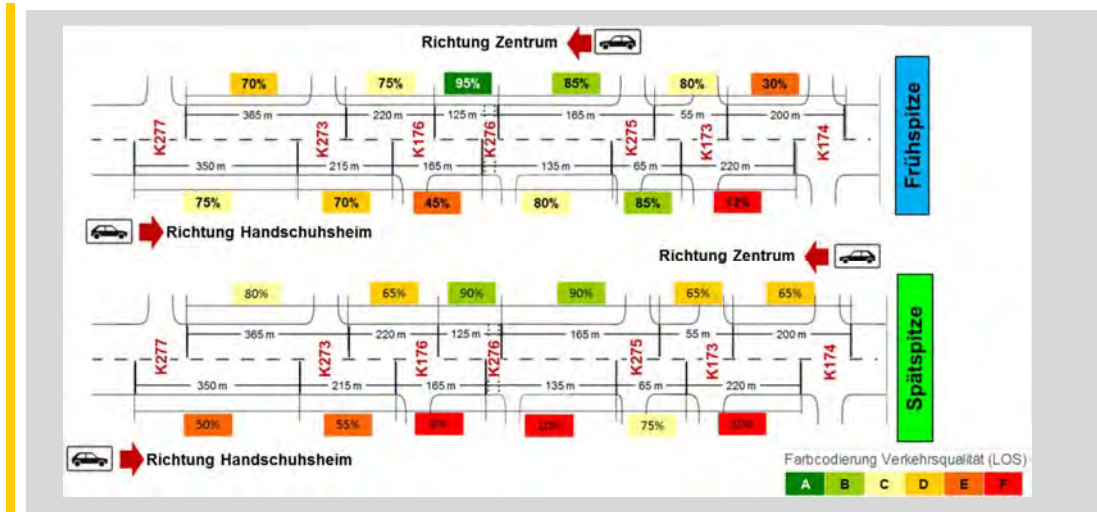 Richtung Zentrum
70% 75% 95% 85% 80% 30%
365 m 220 m 125 m 165 m 55 m 200 m
K277 K273 K176 K276 K275 K173 K174
350 m 215 m 165 m 135 m 65 m 220 m
75% 70% 45% 80% 85%
Richtung Handschuhsheim
Frühspitze
Richtung Zentrum
80% 65% 90% 90% 65% 65%
365 m 220 m 125 m 165 m 55 m 200 m
K277 K273 K176 K276 K275 K173 K174
350 m 215 m 165 m 135 m 65 m 220 m
50% 55% 75%
Richtung Handschuhsheim
Spätspitze
Farbcodierung Verkehrsqualität (LOS)
A B C D E F